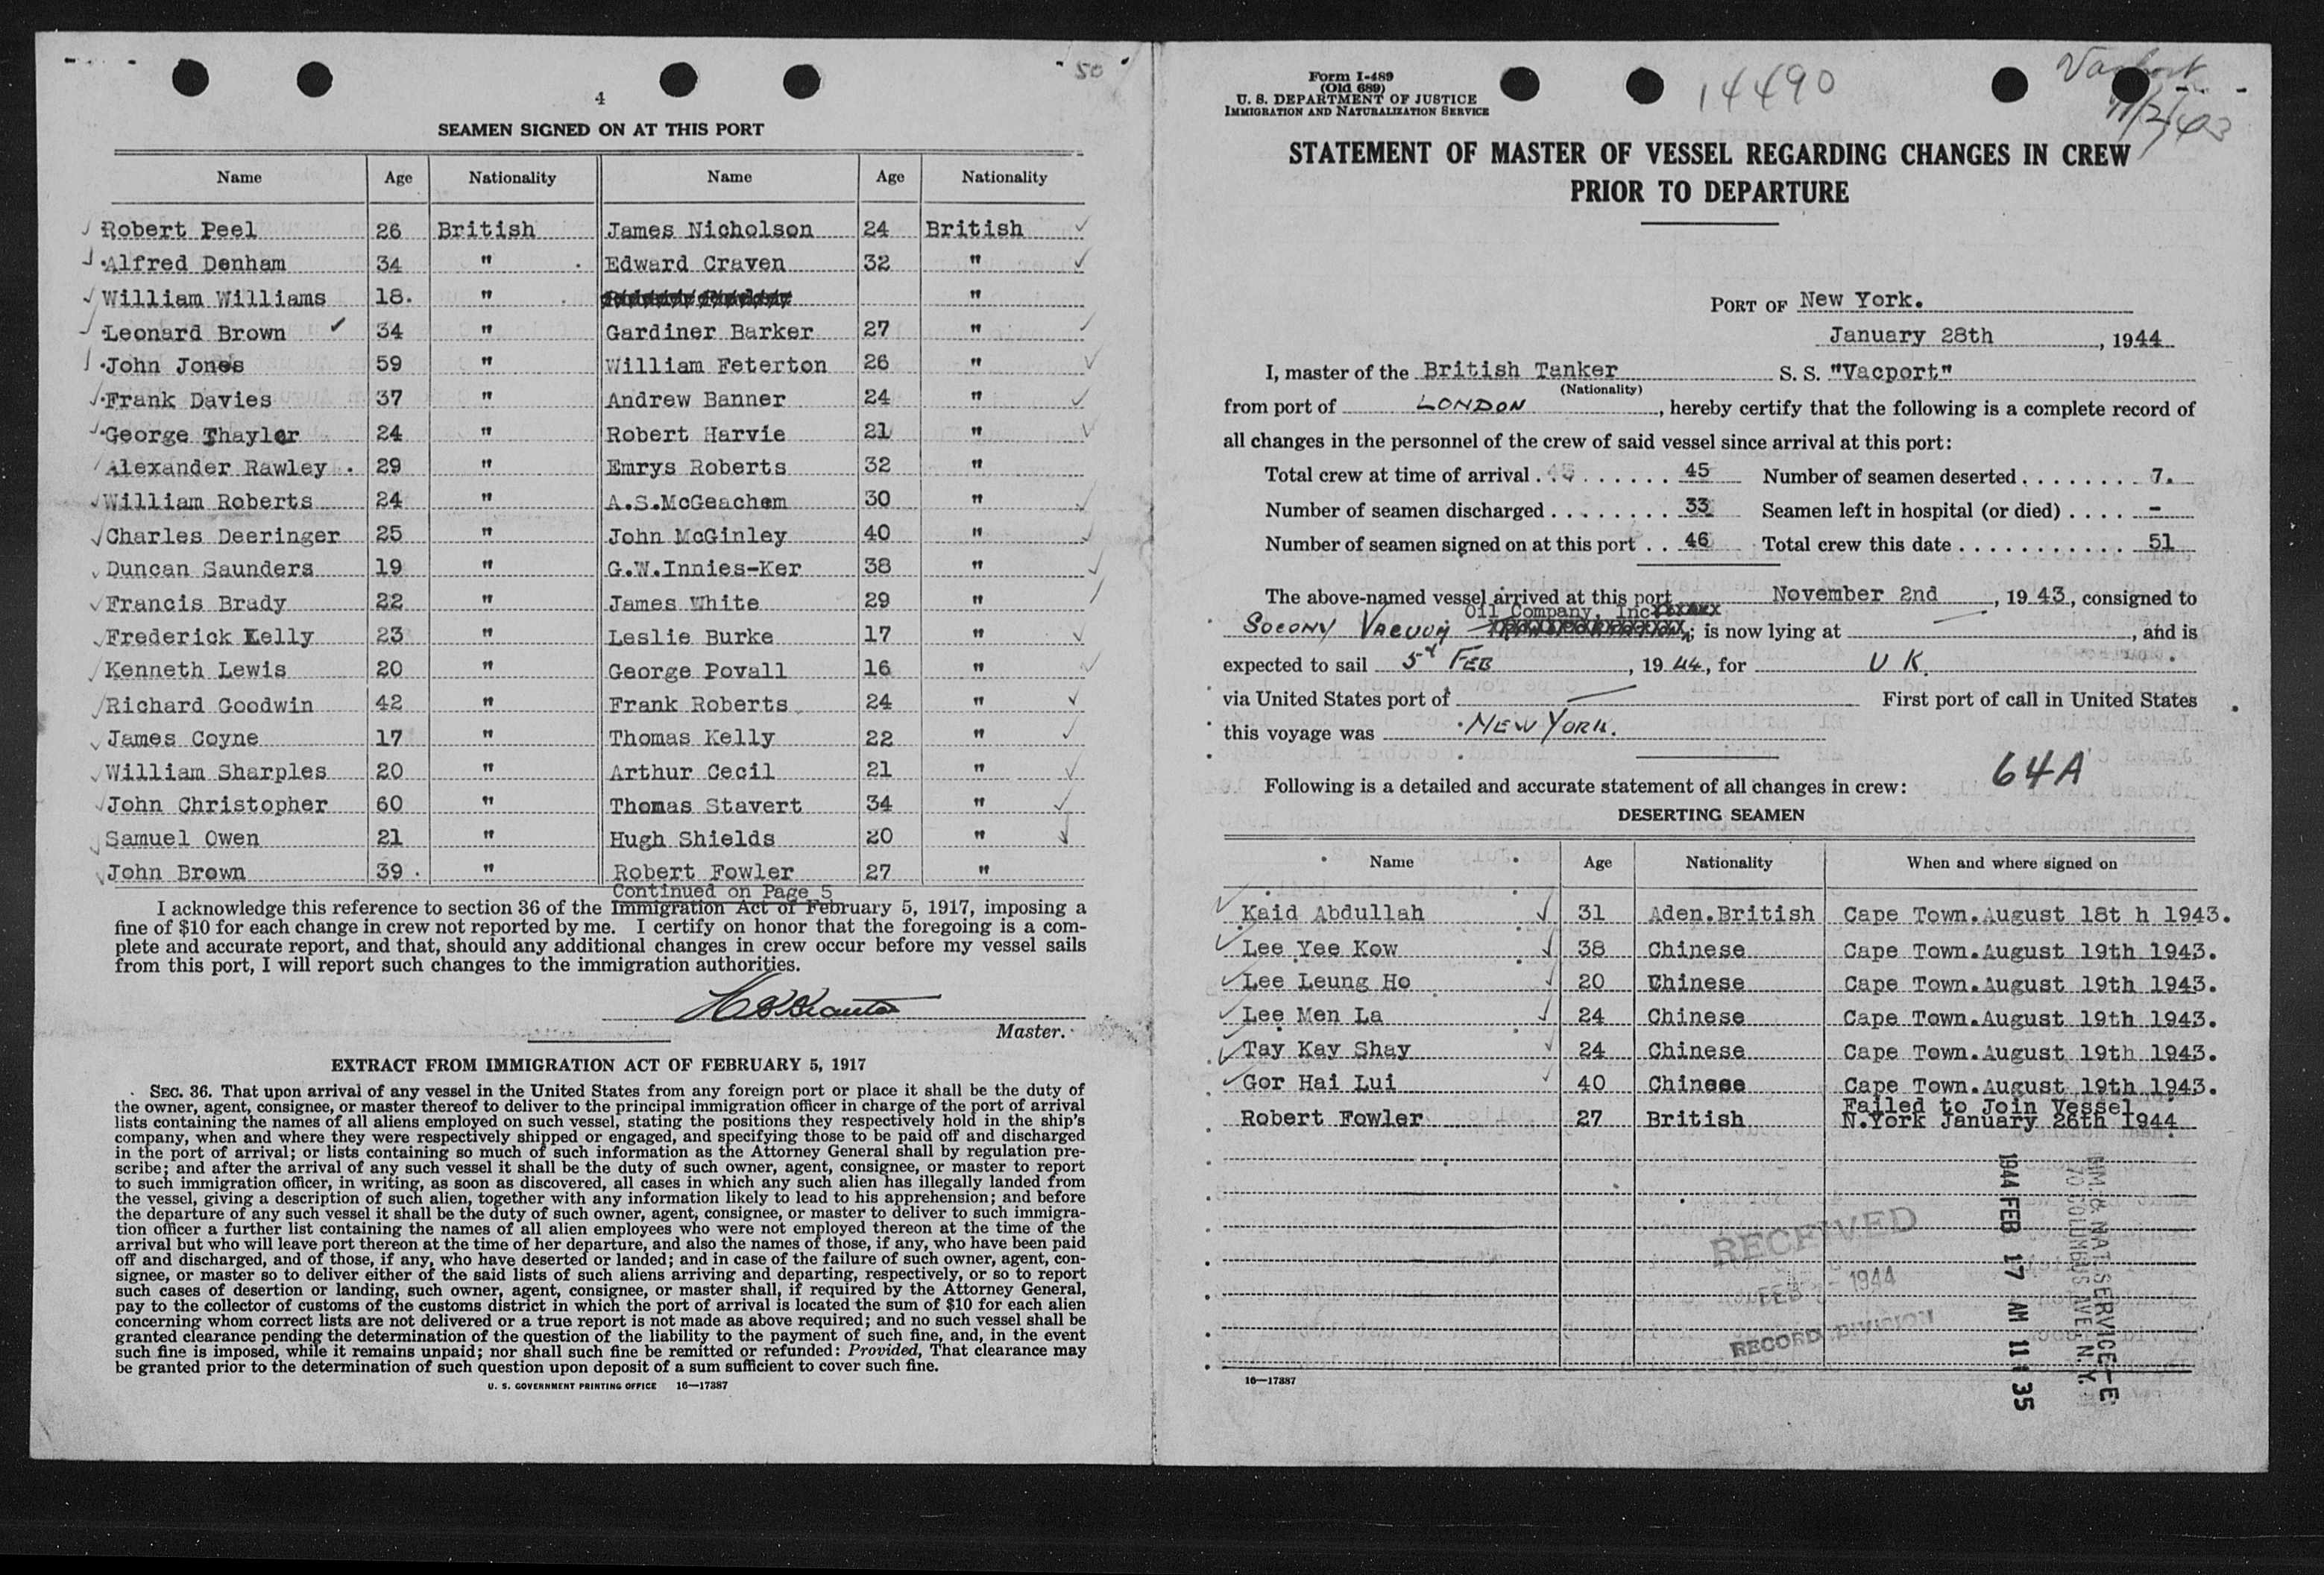 50
4
SEAMEN SIGNED ON AT THIS PORT
Name Age Nationality Name Age Nationality
Robert Peel 26 British James Nicholson 24 British
Alfred Denham 34 " Edward Craven 32 "
William Williams 18. " "
Leonard Brown 34 " Gardiner Barker 27 "
John Jones 59 " William Feterton 26 "
Frank Davies 37 " Andrew Banner 24 "
George Thayler 24 " Robert Harvie 21 "
Alexander Rawley. 29 " Emrys Roberts 32 "
William Roberts 24 " A.S.McGeachem 30 "
Charles Deeringer 25 " John McGinley 40 "
Duncan Saunders 19 " G.W.Innies-Ker 38 "
Francis Brady 22 " James White 29 "
Frederick Kelly 23 " Leslie Burke 17 "
Kenneth Lewis 20 " George Povall 16 "
Richard Goodwin 42 " Frank Roberts 24 "
James Coyne 17 " Thomas Kelly 22 "
William Sharples 20 " Arthur Cecil 21 "
John Christopher 60 " Thomas Stavert 34 "
Samuel Owen 21 " Hugh Shields 20 "
John Brown 39. " Robert Fowler 27 "
Continued on Page 5
I acknowledge this reference to section 36 of the Immigration Act of February 5, 1917, imposing a
fine of $10 for each change in crew not reported by me. I certify on honor that the foregoing is a com-
plete and accurate report, and that, should any additional changes in crew occur before my vessel sails
from this port, I will report such changes to the immigration authorities.
Master.
EXTRACT FROM IMMIGRATION ACT OF FEBRUARY 5, 1917
SEC. 36. That upon arrival of any vessel in the United States from any foreign port or place it shall be the duty of
the owner, agent, consignee, or master thereof to deliver to the principal immigration officer in charge of the port of arrival
lists containing the names of all aliens employed on such vessel, stating the positions they respectively hold in the ship's
company, when and where they were respectively shipped or engaged, and specifying those to be paid off and discharged
in the port of arrival; or lists containing so much of such information as the Attorney General shall by regulation pre-
scribe; and after the arrival of any such vessel it shall be the duty of such owner, agent, consignee, or master to report
to such immigration officer, in writing, as soon as discovered, all cases in which any such alien has illegally landed from
the vessel, giving a description of such alien, together with any information likely to lead to his apprehension; and before
the departure of any such vessel it shall be the duty of such owner, agent, consignee, or master to deliver to such immigra-
tion officer a further list containing the names of all alien employees who were not employed thereon at the time of the
arrival but who will leave port thereon at the time of her departure, and also the names of those, if any, who have been paid
off and discharged, and of those, if any, who have deserted or landed; and in case of the failure of such owner, agent, con-
signee, or master so to deliver either of the said lists of such aliens arriving and departing, respectively, or so to report
such cases of desertion or landing, such owner, agent, consignee, or master shall, if required by the Attorney General,
pay to the collector of customs of the customs district in which the port of arrival is located the sum of $10 for each alien
concerning whom correct lists are not delivered or a true report is not made as above required; and no such vessel shall be
granted clearance pending the determination of the question of the liability to the payment of such fine, and, in the event
such fine is imposed, while it remains unpaid; nor shall such fine be remitted or refunded: Provided, That clearance may
be granted prior to the determination of such question upon deposit of a sum sufficient to cover such fine.
U. S. GOVERNMENT PRINTING OFFICE 16—17387
Form I-489
(Old 689)
U. S. DEPARTMENT OF JUSTICE
IMMIGRATION AND NATURALIZATION SERVICE
14490
11/2/43
STATEMENT OF MASTER OF VESSEL REGARDING CHANGES IN CREW
PRIOR TO DEPARTURE
PORT OF New York.
January 28th, 1944
I, master of the British Tanker S. S. "Vacport"
(Nationality)
from port of LONDON, hereby certify that the following is a complete record of
all changes in the personnel of the crew of said vessel since arrival at this port:
Total crew at time of arrival 45 Number of seamen deserted 7.
Number of seamen discharged 33 Seamen left in hospital (or died) -
Number of seamen signed on at this port 46 Total crew this date 51
The above-named vessel arrived at this port November 2nd, 1943, consigned to
Oil Company, Inc
SOCONY VACUUM; is now lying at , and is
expected to sail 5th FEB, 1944, for U K.
via United States port of — First port of call in United States
this voyage was NEW YORK.
Following is a detailed and accurate statement of all changes in crew:
64A
DESERTING SEAMEN
Name Age Nationality When and where signed on
Kaid Abdullah 31 Aden.British Cape Town.August 18t h 1943.
Lee Yee Kow 38 Chinese Cape Town.August 19th 1943.
Lee Leung Ho 20 Chinese Cape Town.August 19th 1943.
Lee Men La 24 Chinese Cape Town.August 19th 1943.
Tay Kay Shay 24 Chinese Cape Town.August 19th 1943.
Gor Hai Lui 40 Chinese Cape Town.August 19th 1943.
Failed to Join Vessel
Robert Fowler 27 British N.York January 28th 1944
RECEIVED
FEB 1944
RECORD DIVISION
1944 FEB 17 AM 11 35
IMM. & NAT. SERVICE-E
70 COLUMBUS AVE. N.Y.
16—17387